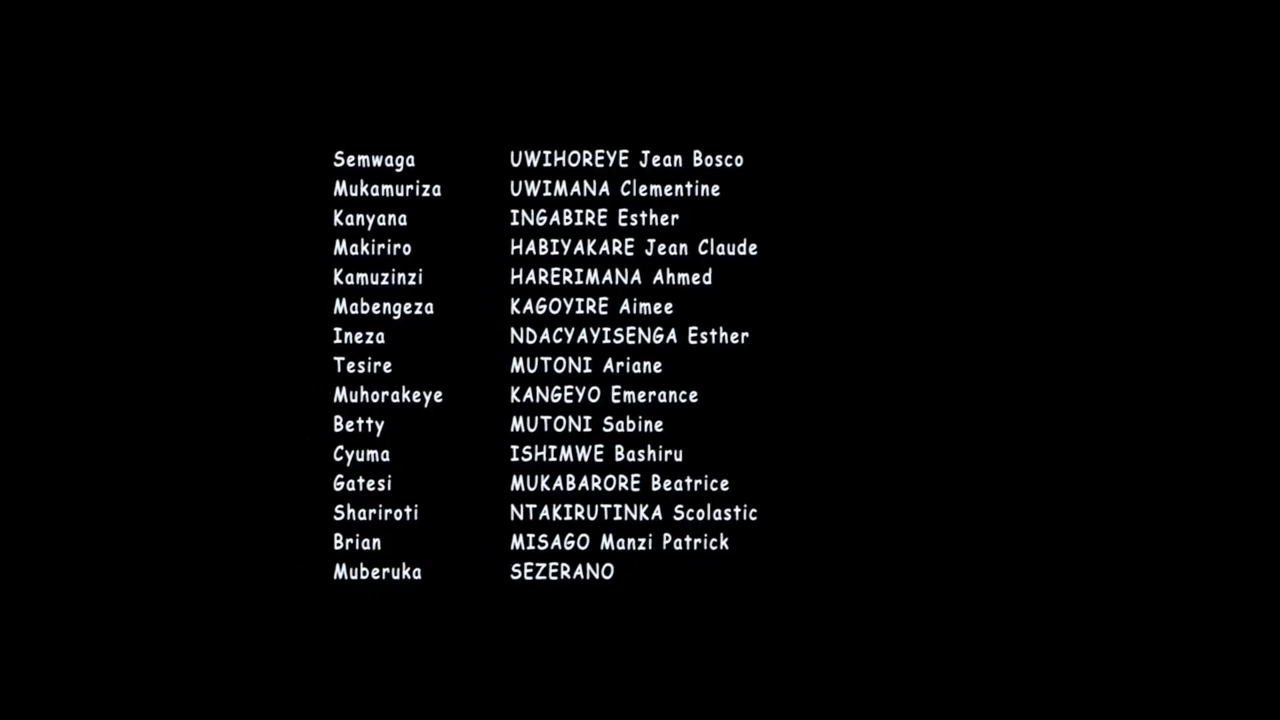 Semwaga UWIHOREYE Jean Bosco
Mukamuriza UWIMANA Clementine
Kanyana INGABIRE Esther
Makiriro HABIYAKARE Jean Claude
Kamuzinzi HARERIMANA Ahmed
Mabengeza KAGOYIRE Aimee
Ineza NDACYAYISENGA Esther
Tesire MUTONI Ariane
Muhorakeye KANGEYO Emerance
Betty MUTONI Sabine
Cyuma ISHIMWE Bashiru
Gatesi MUKABARORE Beatrice
Shariroti NTAKIRUTINKA Scolastic
Brian MISAGO Manzi Patrick
Muberuka SEZERANO